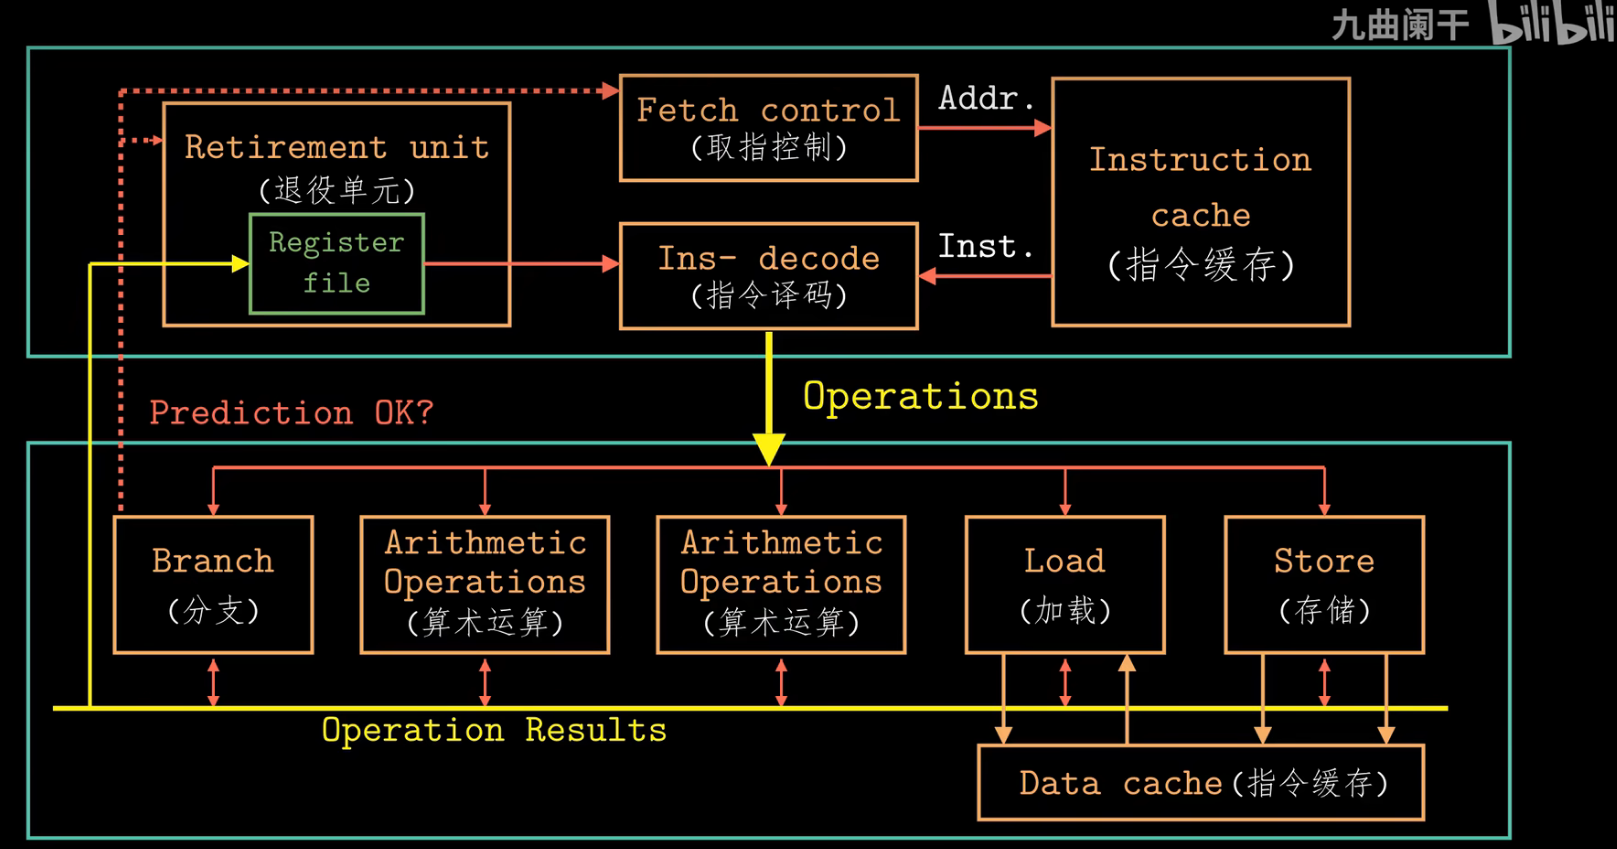 九曲阑干 bilibili
Fetch control
(取指控制)
Addr.
Retirement unit
(退役单元)
Instruction
cache
(指令缓存)
Register
file
Ins- decode
(指令译码)
Inst.
Prediction OK?
Operations
Branch
(分支)
Arithmetic
Operations
(算术运算)
Arithmetic
Operations
(算术运算)
Load
(加载)
Store
(存储)
Operation Results
Data cache(指令缓存)